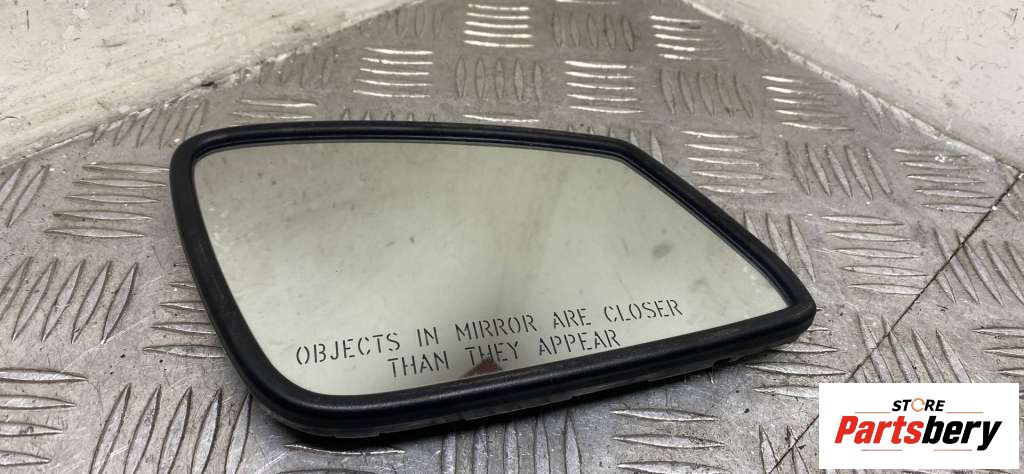 OBJECTS IN MIRROR ARE CLOSER
THAN THEY APPEAR
STORE
Partsbery